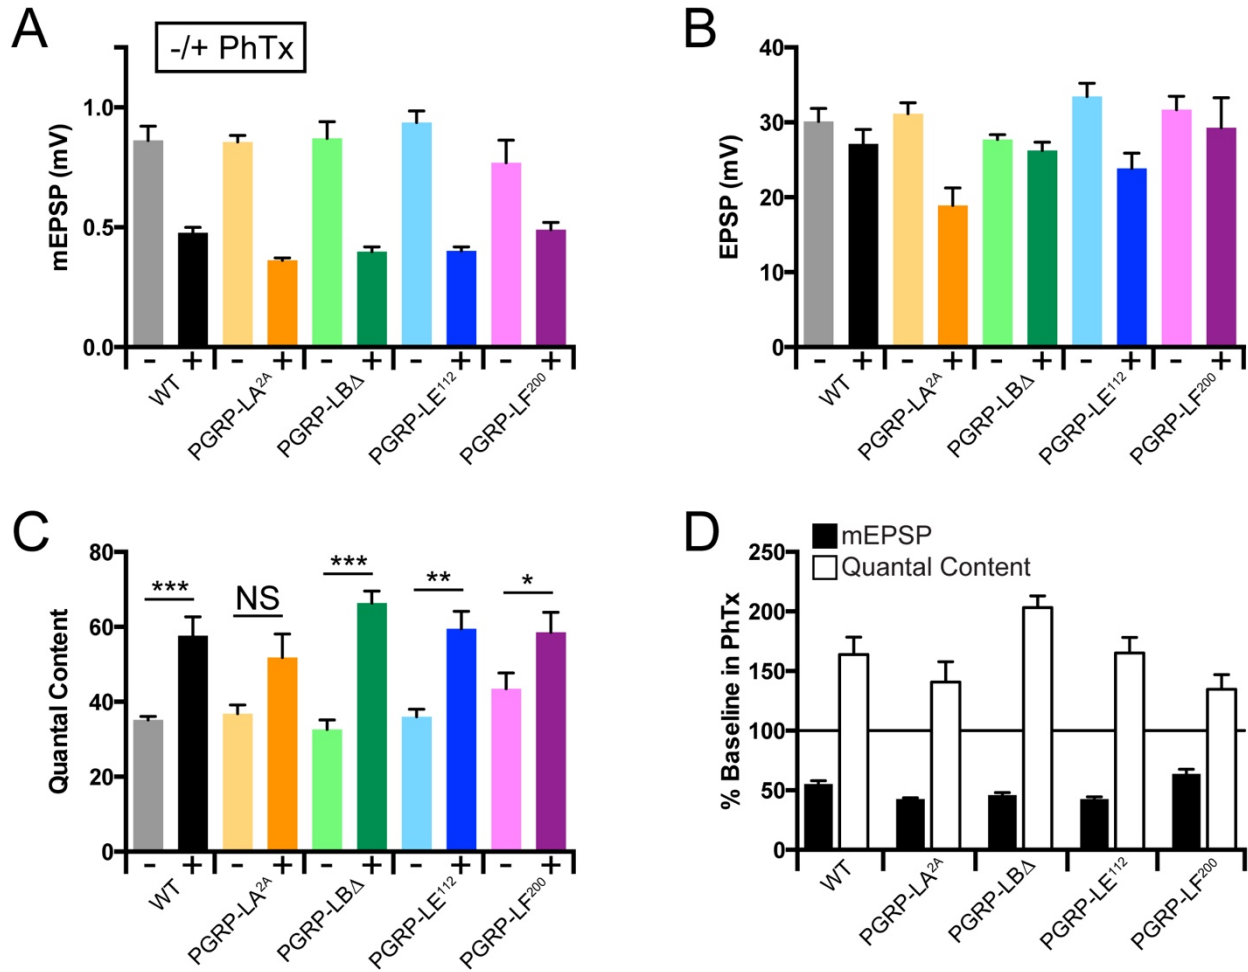 A
-/+ PhTx
mEPSP (mV)
1.0
0.5
0.0
- + - + - + - + - +
WT
PGRP-LA²ᴬ
PGRP-LBΔ
PGRP-LE¹¹²
PGRP-LF²⁰⁰
B
EPSP (mV)
40
30
20
10
0
- + - + - + - + - +
WT
PGRP-LA²ᴬ
PGRP-LBΔ
PGRP-LE¹¹²
PGRP-LF²⁰⁰
C
Quantal Content
80
60
40
20
0
***
NS
***
**
*
- + - + - + - + - +
WT
PGRP-LA²ᴬ
PGRP-LBΔ
PGRP-LE¹¹²
PGRP-LF²⁰⁰
D
mEPSP
Quantal Content
% Baseline in PhTx
250
200
150
100
50
0
WT
PGRP-LA²ᴬ
PGRP-LBΔ
PGRP-LE¹¹²
PGRP-LF²⁰⁰